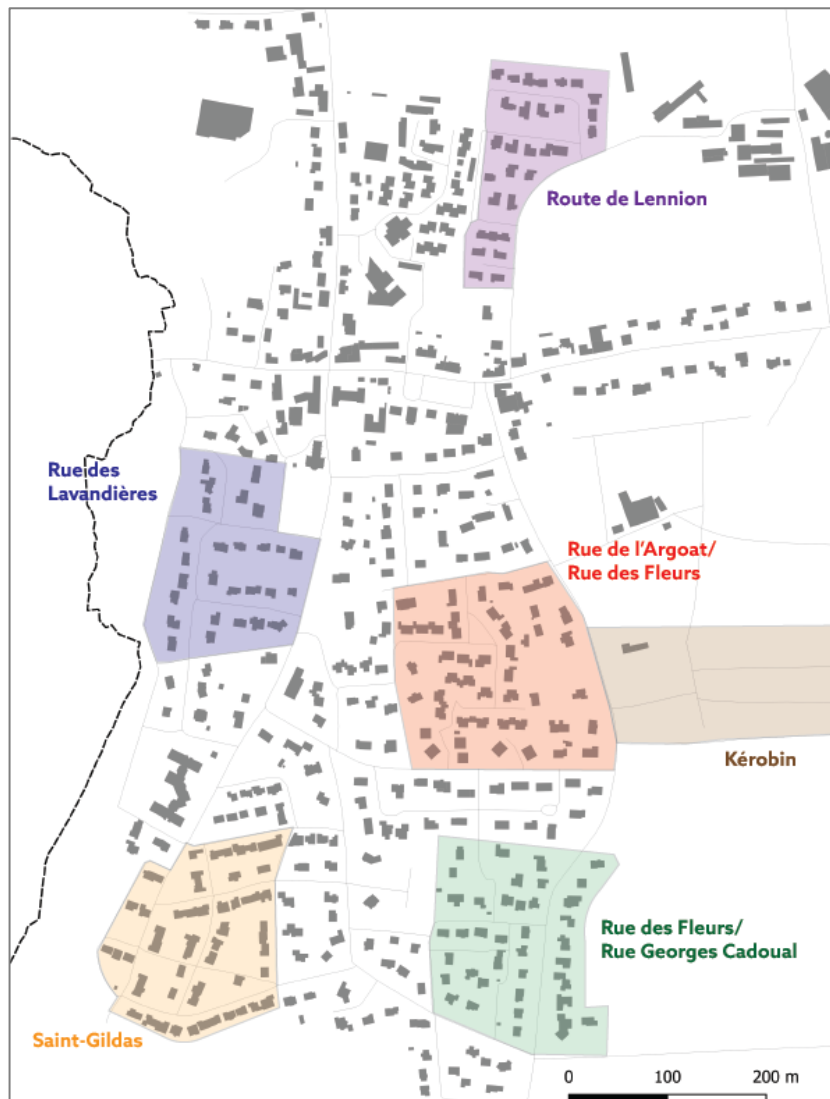 Route de Lennion
Rue des
Lavandières
Rue de l'Argoat/
Rue des Fleurs
Kérobin
Rue des Fleurs/
Rue Georges Cadoual
Saint-Gildas
0 100 200 m